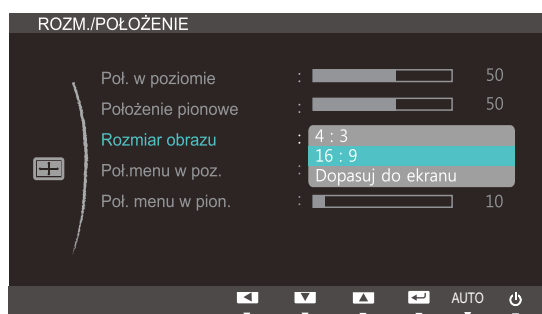 ROZM./POŁOŻENIE
Poł. w poziomie : 50
Położenie pionowe : 50
Rozmiar obrazu : 4 : 3
16 : 9
Poł.menu w poz. : Dopasuj do ekranu
Poł. menu w pion. : 10
AUTO